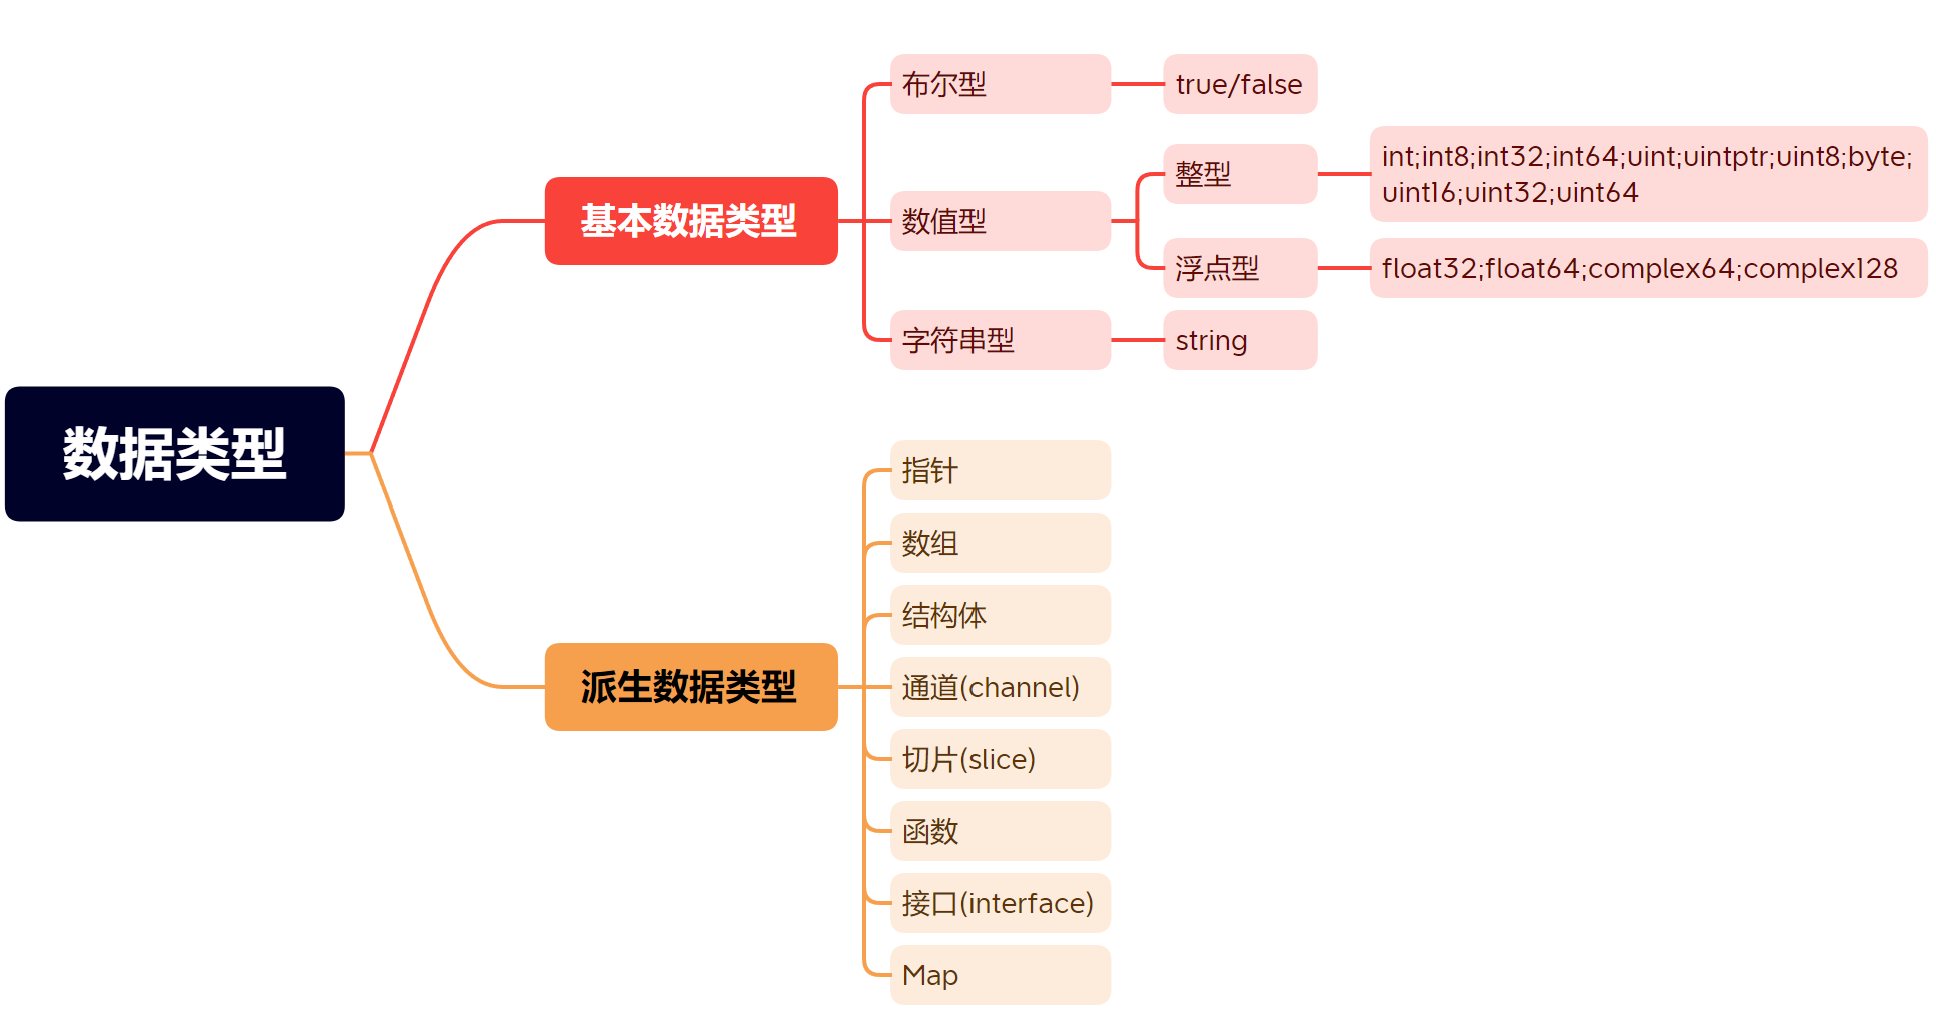 数据类型
基本数据类型
布尔型
true/false
数值型
整型
int;int8;int32;int64;uint;uintptr;uint8;byte;
uint16;uint32;uint64
浮点型
float32;float64;complex64;complex128
字符串型
string
派生数据类型
指针
数组
结构体
通道(channel)
切片(slice)
函数
接口(interface)
Map